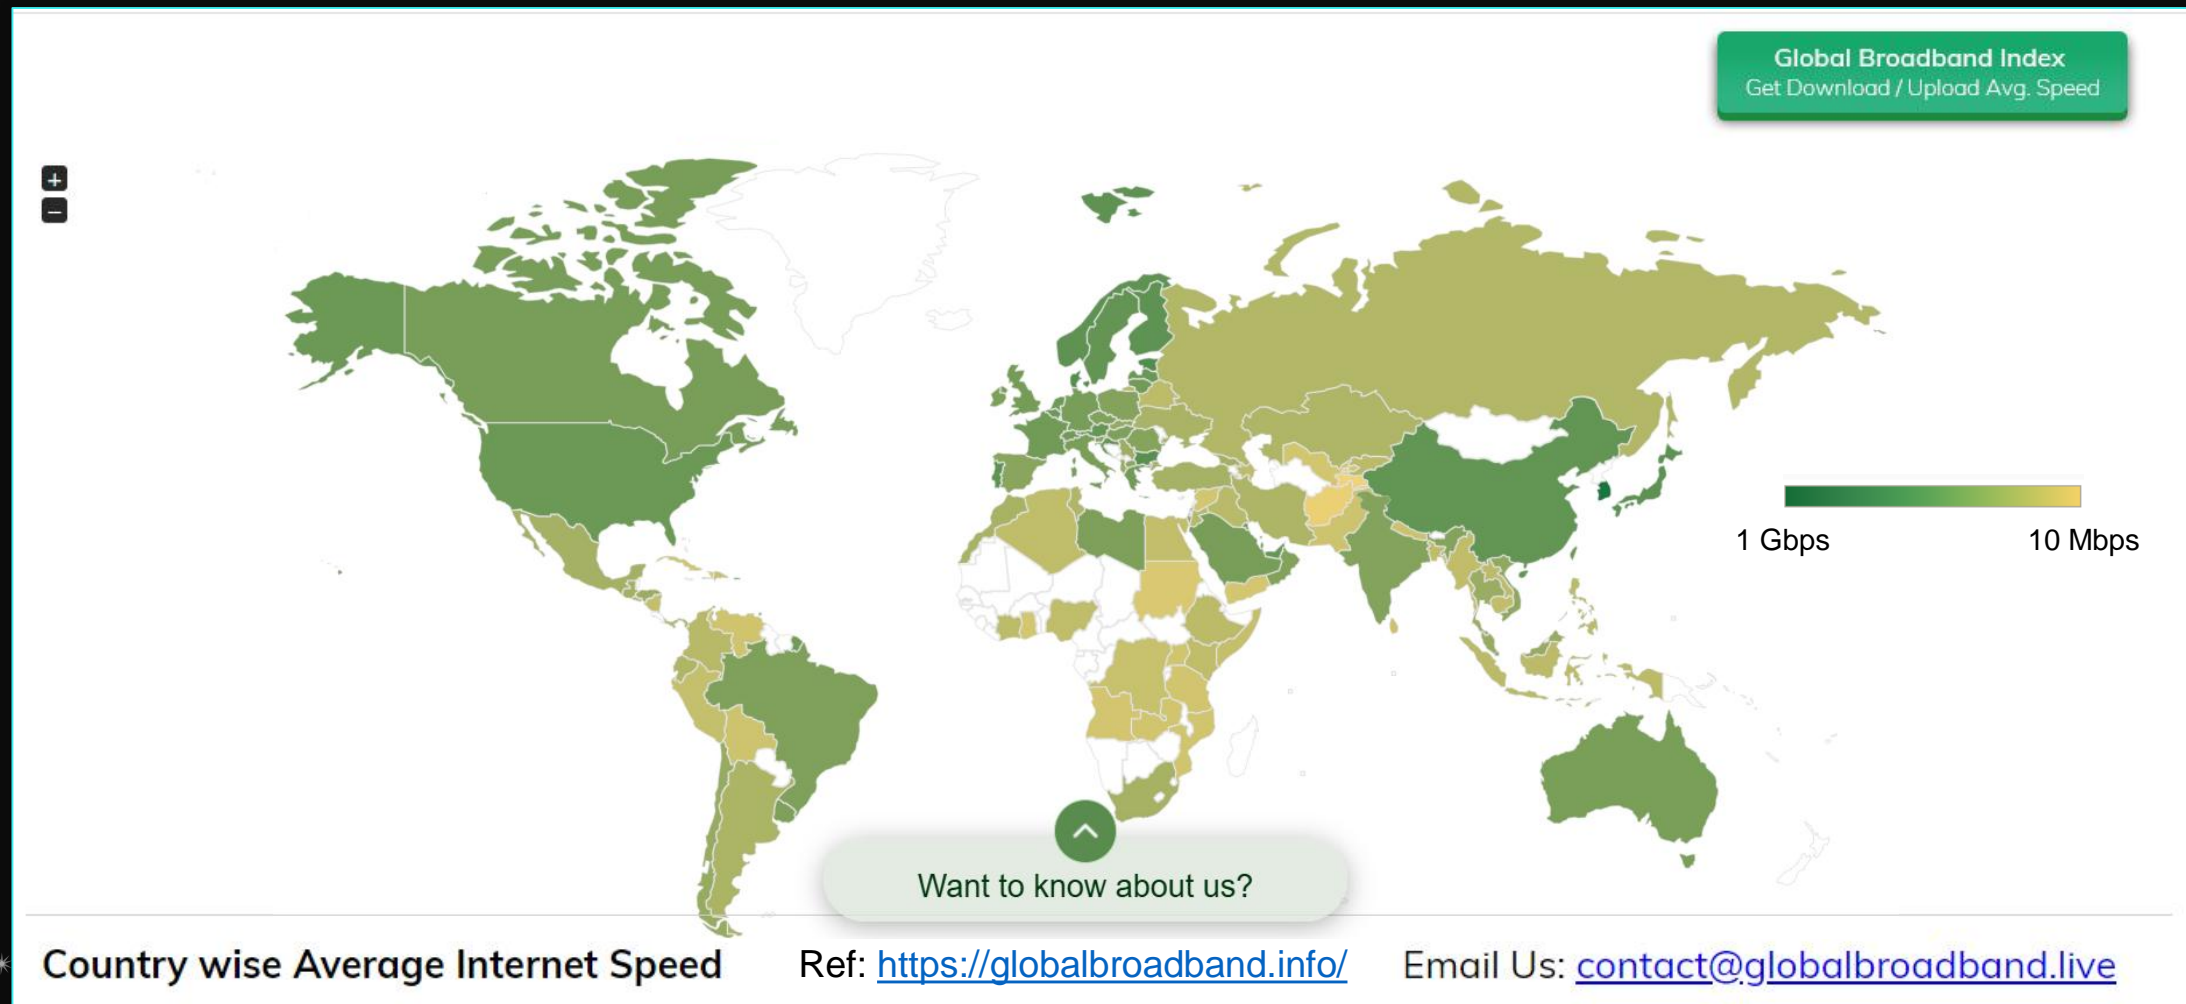 Global Broadband Index
Get Download / Upload Avg. Speed
+
−
1 Gbps
10 Mbps
Want to know about us?
Country wise Average Internet Speed
Ref: https://globalbroadband.info/
Email Us: contact@globalbroadband.live